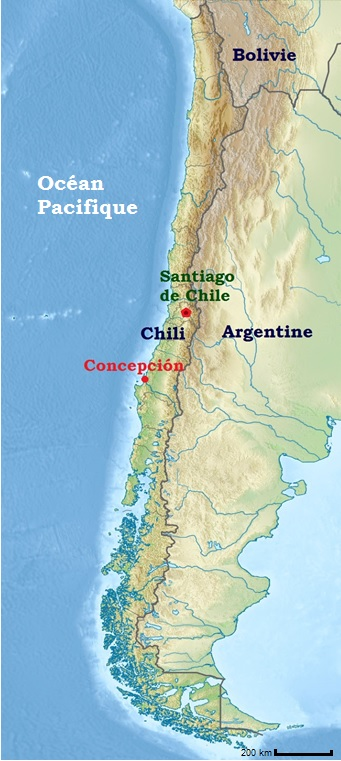 Bolivie
Océan
Pacifique
Santiago
de Chile
Chili
Argentine
Concepción
200 km